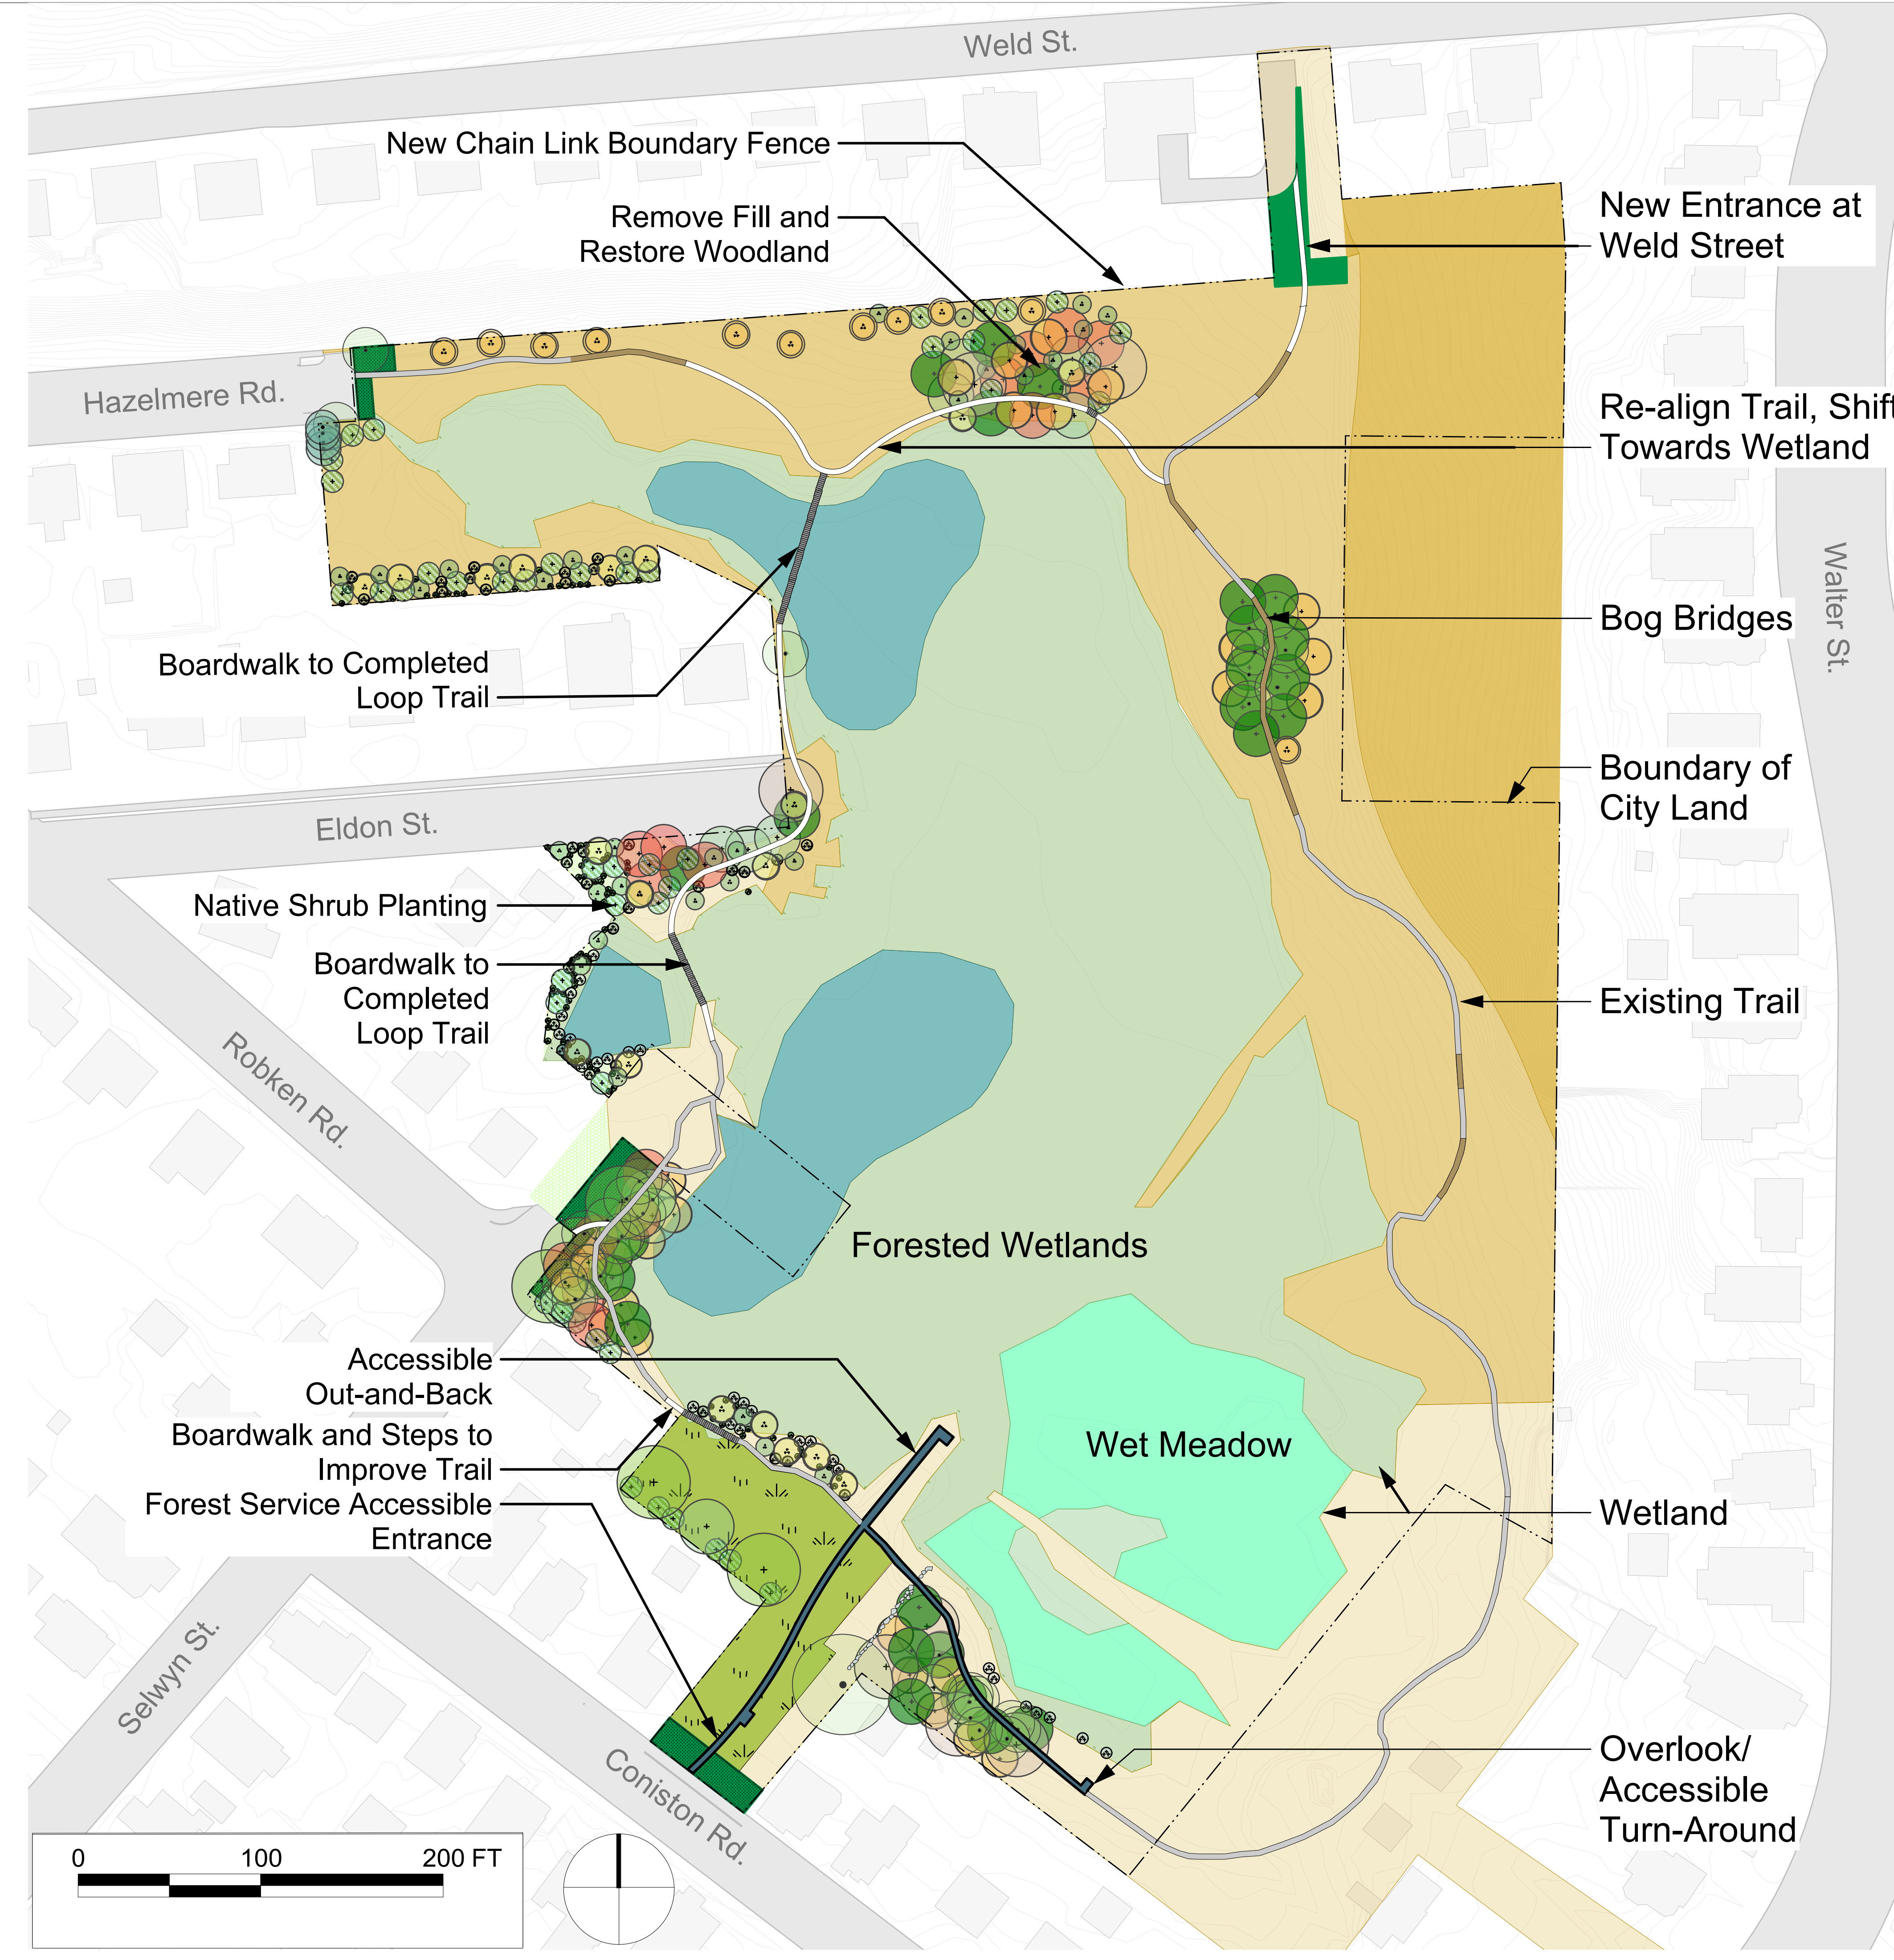 Weld St.
New Chain Link Boundary Fence
Remove Fill and
Restore Woodland
New Entrance at
Weld Street
Hazelmere Rd.
Re-align Trail, Shift
Towards Wetland
Walter St.
Bog Bridges
Boardwalk to Completed
Loop Trail
Boundary of
City Land
Eldon St.
Native Shrub Planting
Boardwalk to
Completed
Loop Trail
Existing Trail
Robken Rd.
Forested Wetlands
Accessible
Out-and-Back
Boardwalk and Steps to
Improve Trail
Forest Service Accessible
Entrance
Wet Meadow
Wetland
Selwyn St.
Coniston Rd.
Overlook/
Accessible
Turn-Around
0 100 200 FT